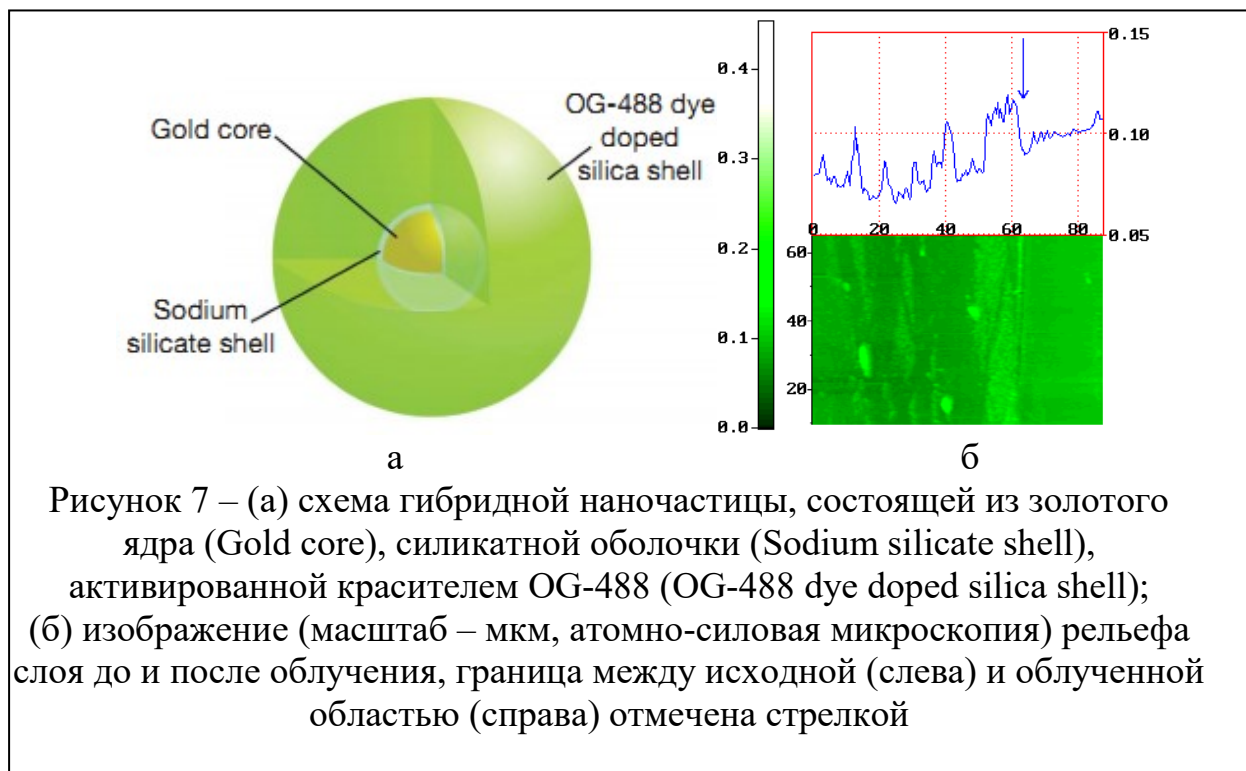 Gold core
OG-488 dye
doped
silica shell
Sodium
silicate shell
0.4
0.3
0.2
0.1
0.0
0.15
0.10
0.05
0 20 40 60 80
60
40
20
а
б
Рисунок 7 – (а) схема гибридной наночастицы, состоящей из золотого
ядра (Gold core), силикатной оболочки (Sodium silicate shell),
активированной красителем OG-488 (OG-488 dye doped silica shell);
(б) изображение (масштаб – мкм, атомно-силовая микроскопия) рельефа
слоя до и после облучения, граница между исходной (слева) и облученной
областью (справа) отмечена стрелкой